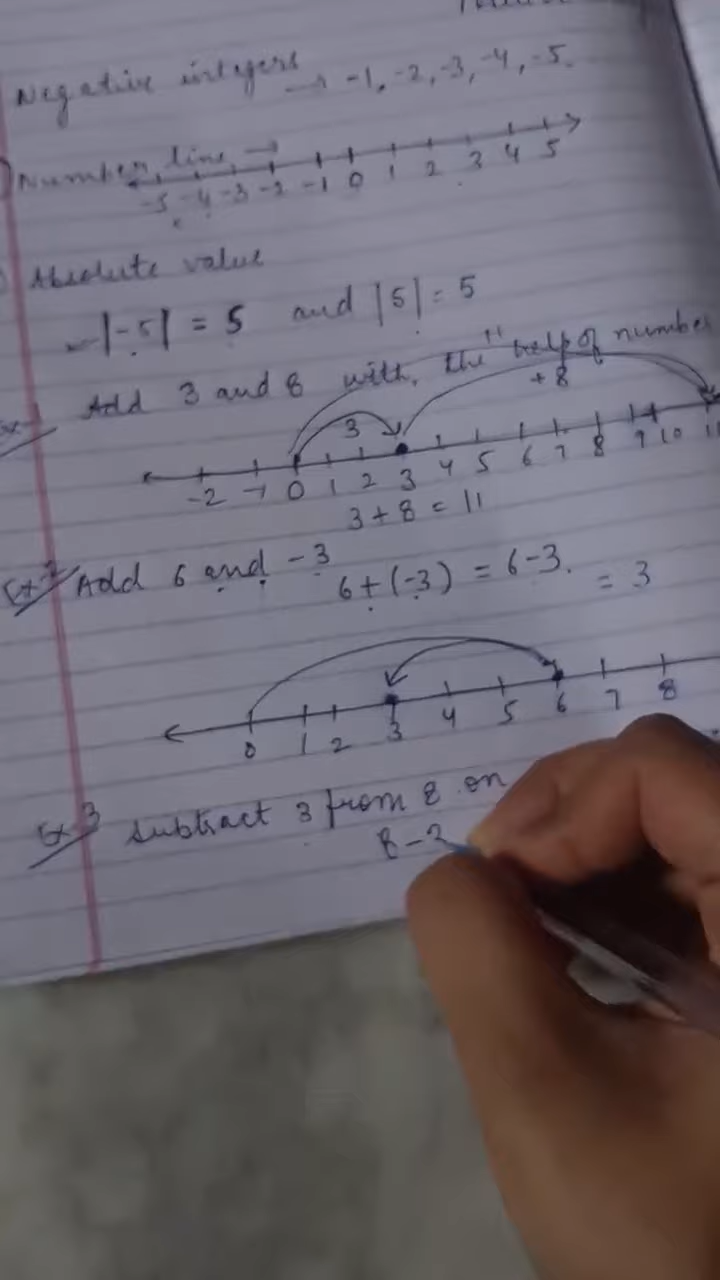 Negative integers → -1, -2, -3, -4, -5.
Number line →
-5 -4 -3 -2 -1 0 1 2 3 4 5
Absolute value
|-5| = 5 and |5| = 5
Add 3 and 8 with, the help of number
3 +8
-2 -1 0 1 2 3 4 5 6 7 8 9 10 11
3 + 8 = 11
Ex-2 Add 6 and -3
6 + (-3) = 6-3. = 3
0 1 2 3 4 5 6 7 8
Ex-3 Subtract 3 from 8 on
8-3